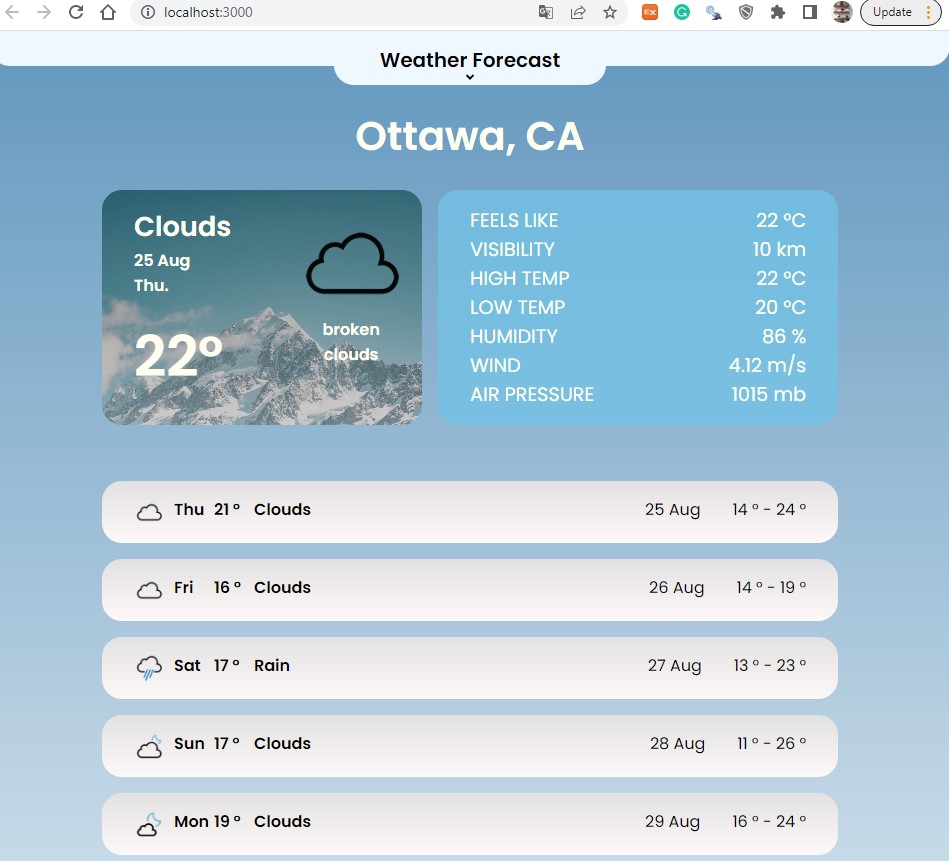 localhost:3000
Update
Weather Forecast
Ottawa, CA
Clouds
25 Aug
Thu.
22°
broken
clouds
FEELS LIKE 22 °C
VISIBILITY 10 km
HIGH TEMP 22 °C
LOW TEMP 20 °C
HUMIDITY 86 %
WIND 4.12 m/s
AIR PRESSURE 1015 mb
Thu 21 ° Clouds 25 Aug 14 ° - 24 °
Fri 16 ° Clouds 26 Aug 14 ° - 19 °
Sat 17 ° Rain 27 Aug 13 ° - 23 °
Sun 17 ° Clouds 28 Aug 11 ° - 26 °
Mon 19 ° Clouds 29 Aug 16 ° - 24 °